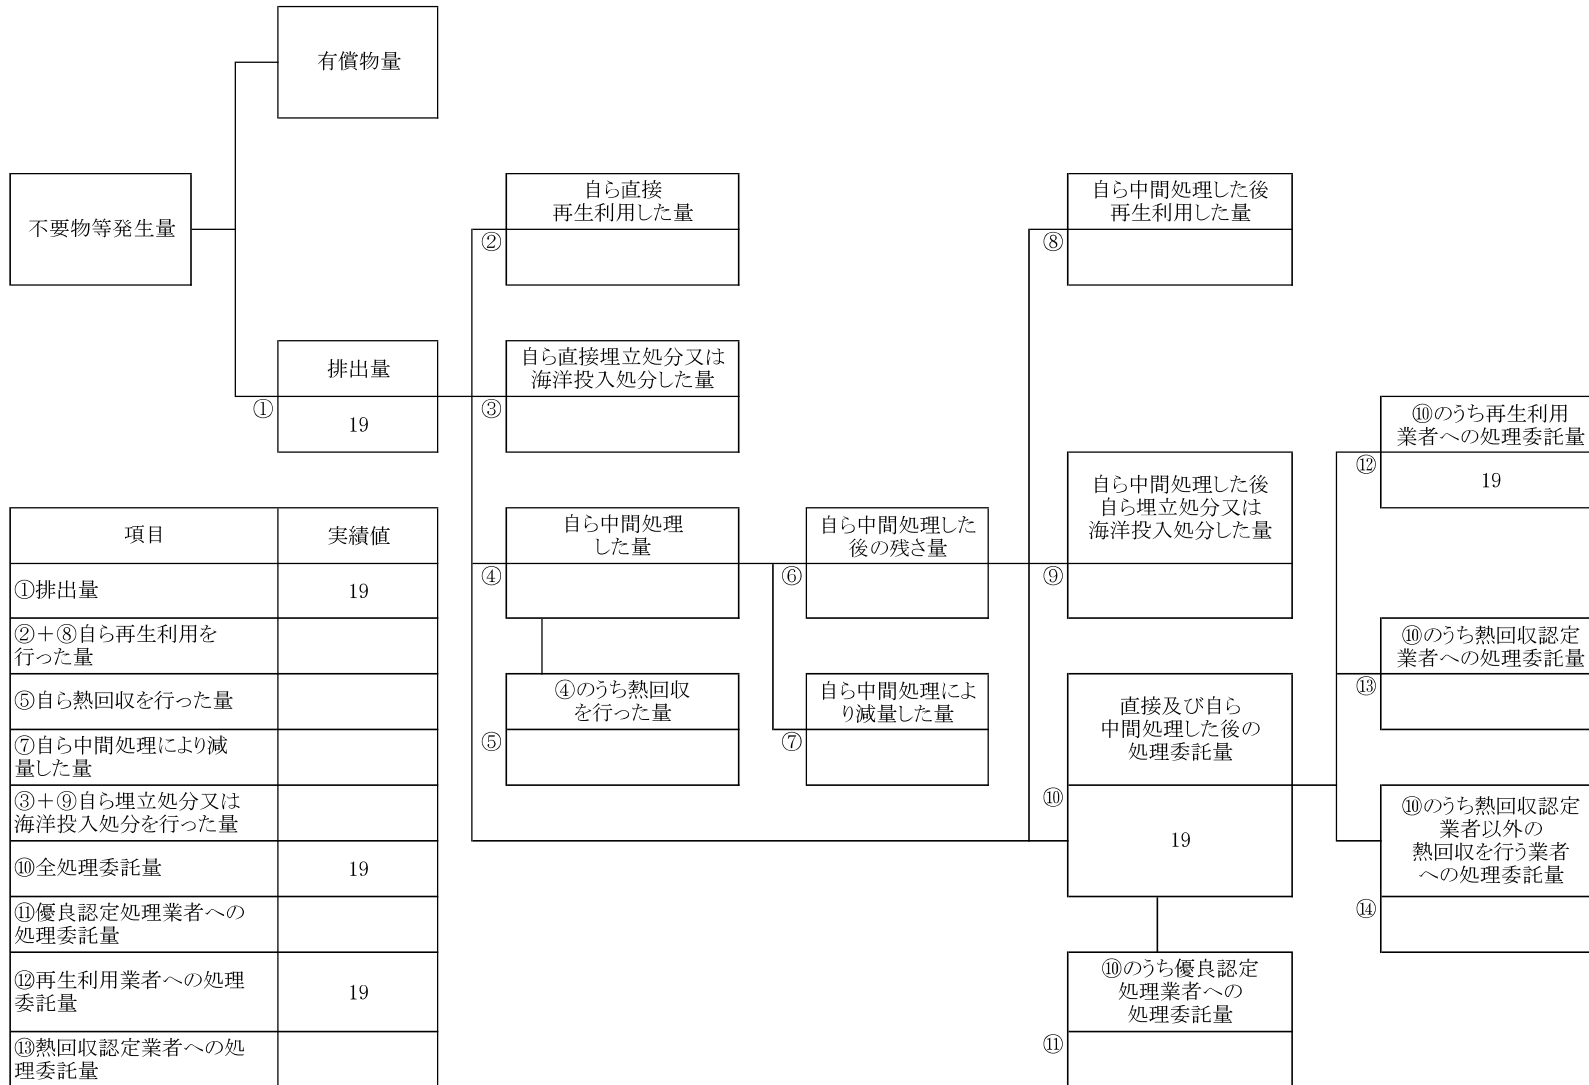 有償物量
不要物等発生量
自ら直接
再生利用した量
②
自ら中間処理した後
再生利用した量
⑧
排出量
①
19
自ら直接埋立処分又は
海洋投入処分した量
③
⑩のうち再生利用
業者への処理委託量
⑫
19
自ら中間処理した後
自ら埋立処分又は
海洋投入処分した量
⑨
自ら中間処理
した量
④
自ら中間処理した
後の残さ量
⑥
④のうち熱回収
を行った量
⑤
自ら中間処理によ
り減量した量
⑦
直接及び自ら
中間処理した後の
処理委託量
⑩
19
⑩のうち熱回収認定
業者への処理委託量
⑬
⑩のうち熱回収認定
業者以外の
熱回収を行う業者
への処理委託量
⑭
⑩のうち優良認定
処理業者への
処理委託量
⑪
項目 実績値
①排出量 19
②+⑧自ら再生利用を
行った量
⑤自ら熱回収を行った量
⑦自ら中間処理により減
量した量
③+⑨自ら埋立処分又は
海洋投入処分を行った量
⑩全処理委託量 19
⑪優良認定処理業者への
処理委託量
⑫再生利用業者への処理
委託量 19
⑬熱回収認定業者への処
理委託量